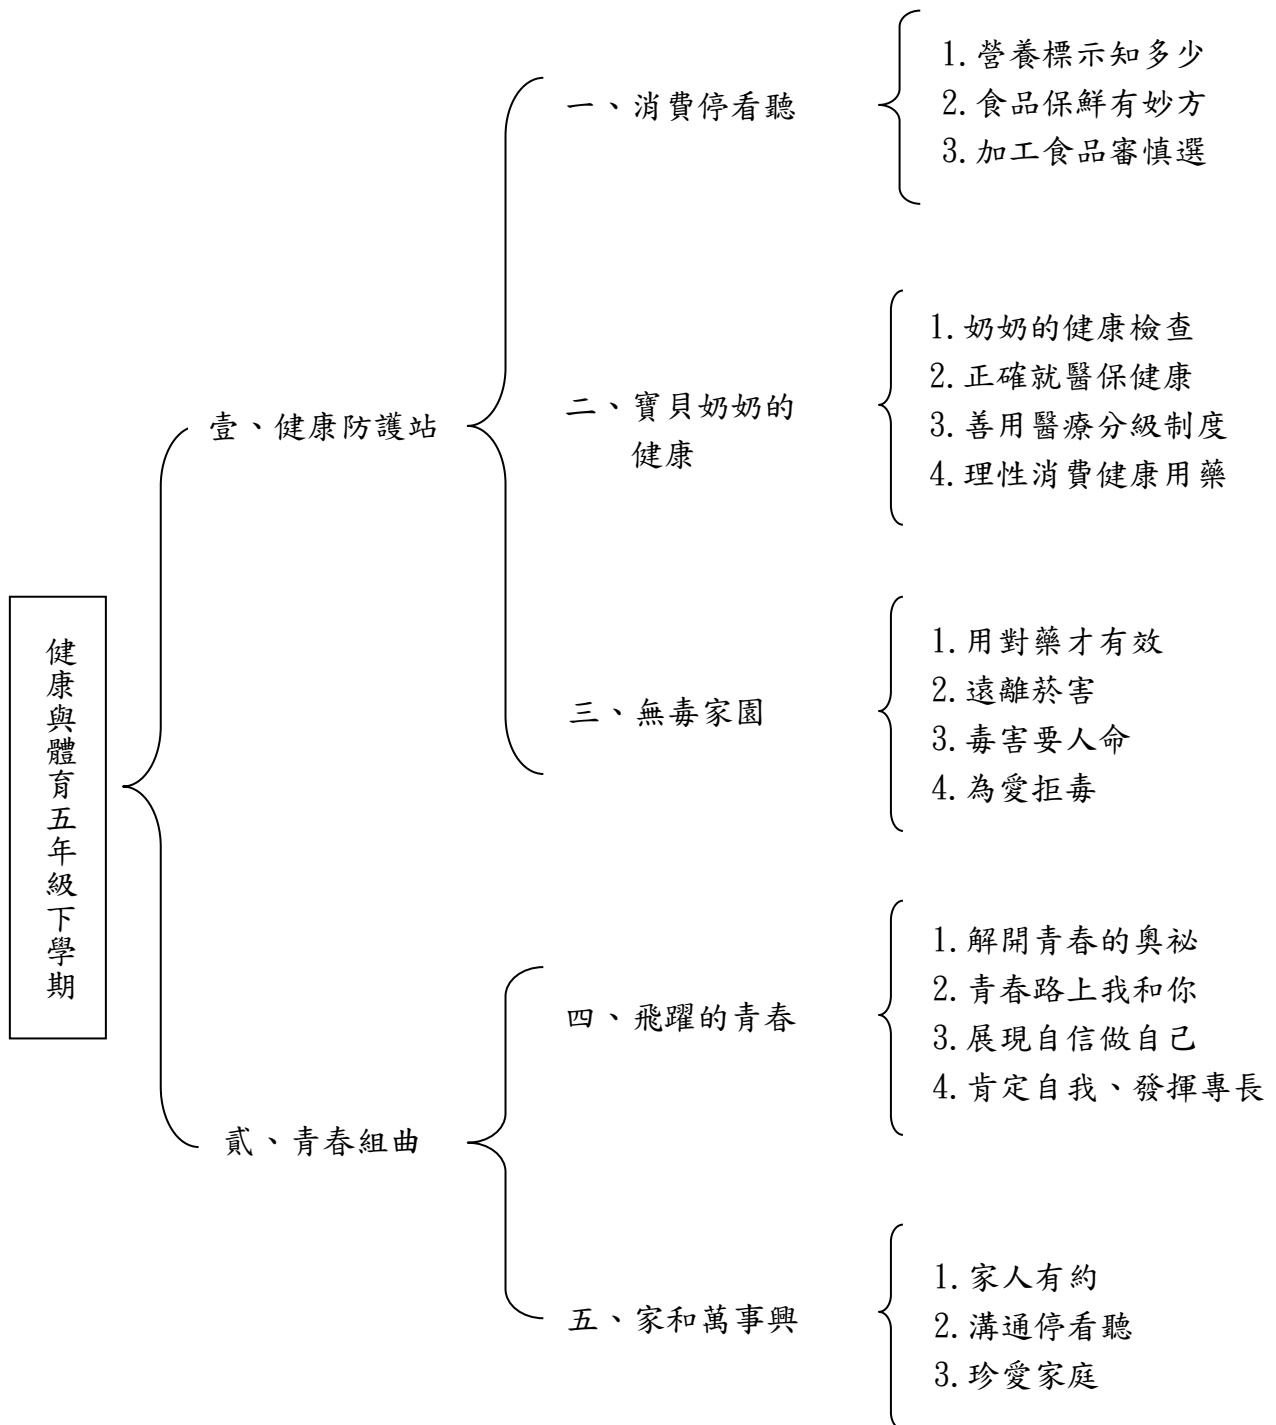 健康與體育五年級下學期
壹、健康防護站
一、消費停看聽
1.營養標示知多少
2.食品保鮮有妙方
3.加工食品審慎選
二、寶貝奶奶的
健康
1.奶奶的健康檢查
2.正確就醫保健康
3.善用醫療分級制度
4.理性消費健康用藥
三、無毒家園
1.用對藥才有效
2.遠離菸害
3.毒害要人命
4.為愛拒毒
貳、青春組曲
四、飛躍的青春
1.解開青春的奧祕
2.青春路上我和你
3.展現自信做自己
4.肯定自我、發揮專長
五、家和萬事興
1.家人有約
2.溝通停看聽
3.珍愛家庭